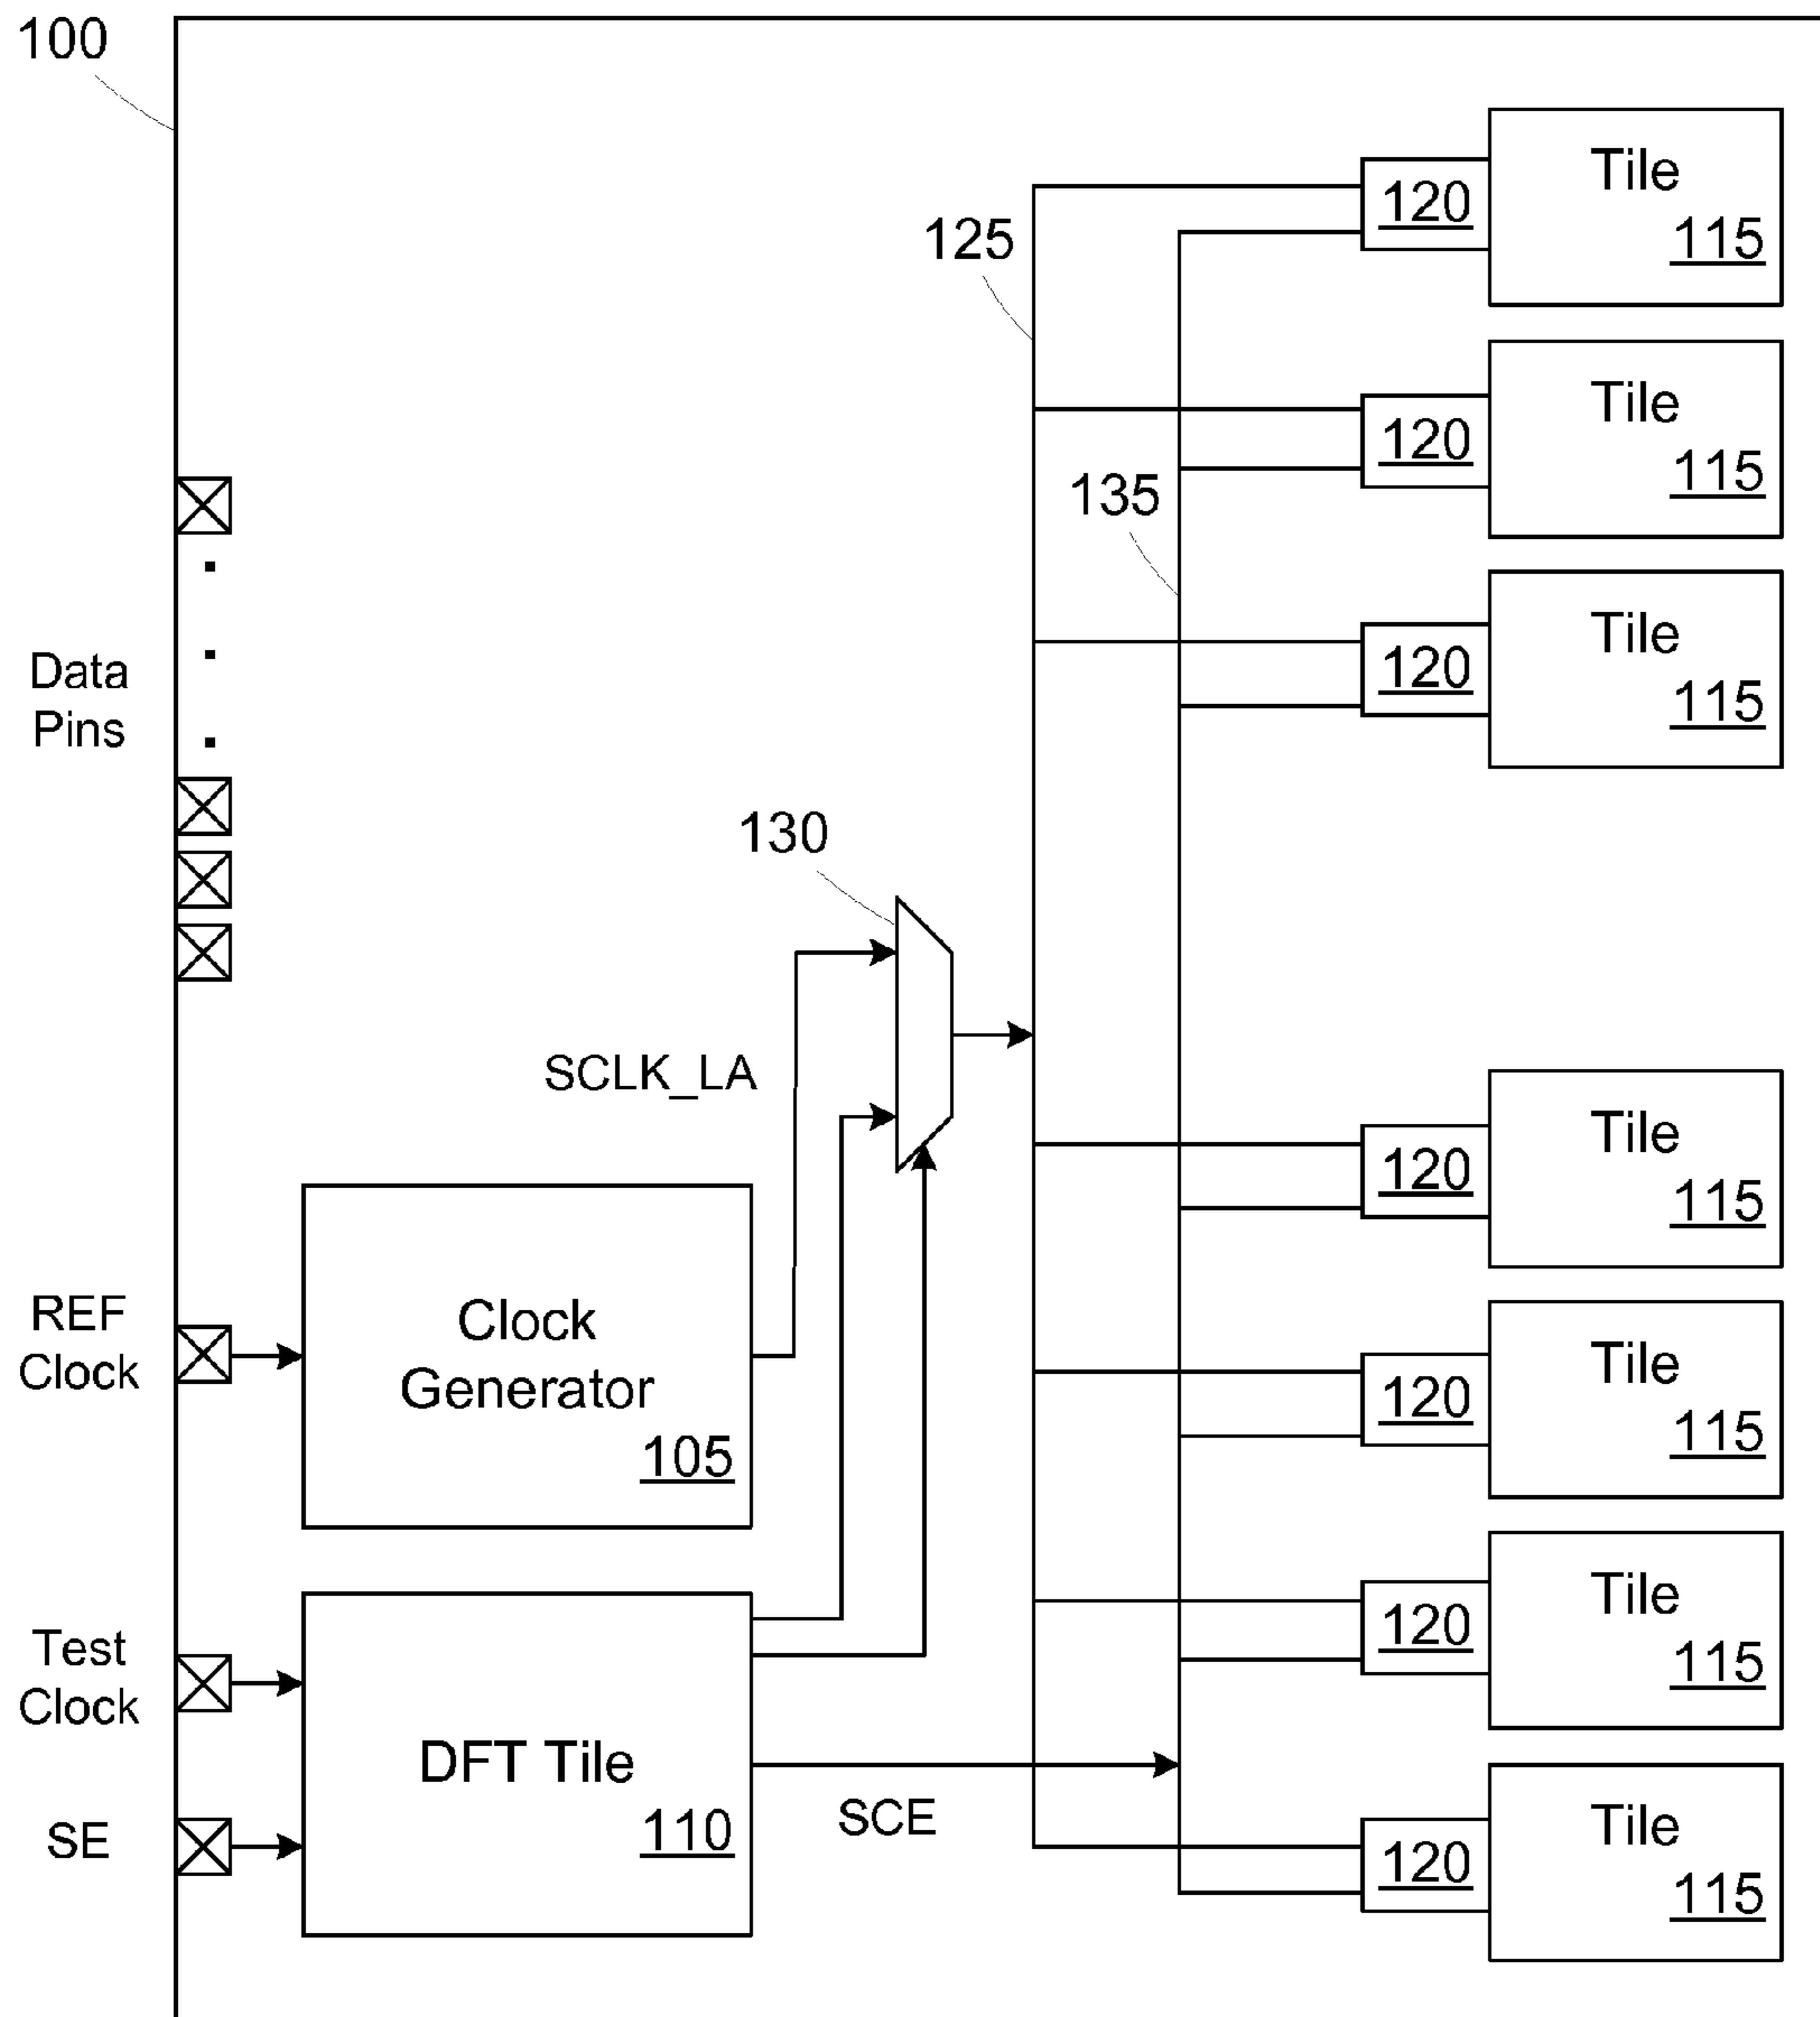 100
Tile
120
115
125
Tile
120
115
135
Tile
120
115
Data
Pins
130
SCLK_LA
Tile
120
115
REF
Clock
Clock
Generator
105
Tile
120
115
Test
Clock
Tile
120
115
DFT Tile
110
SE
SCE
Tile
120
115